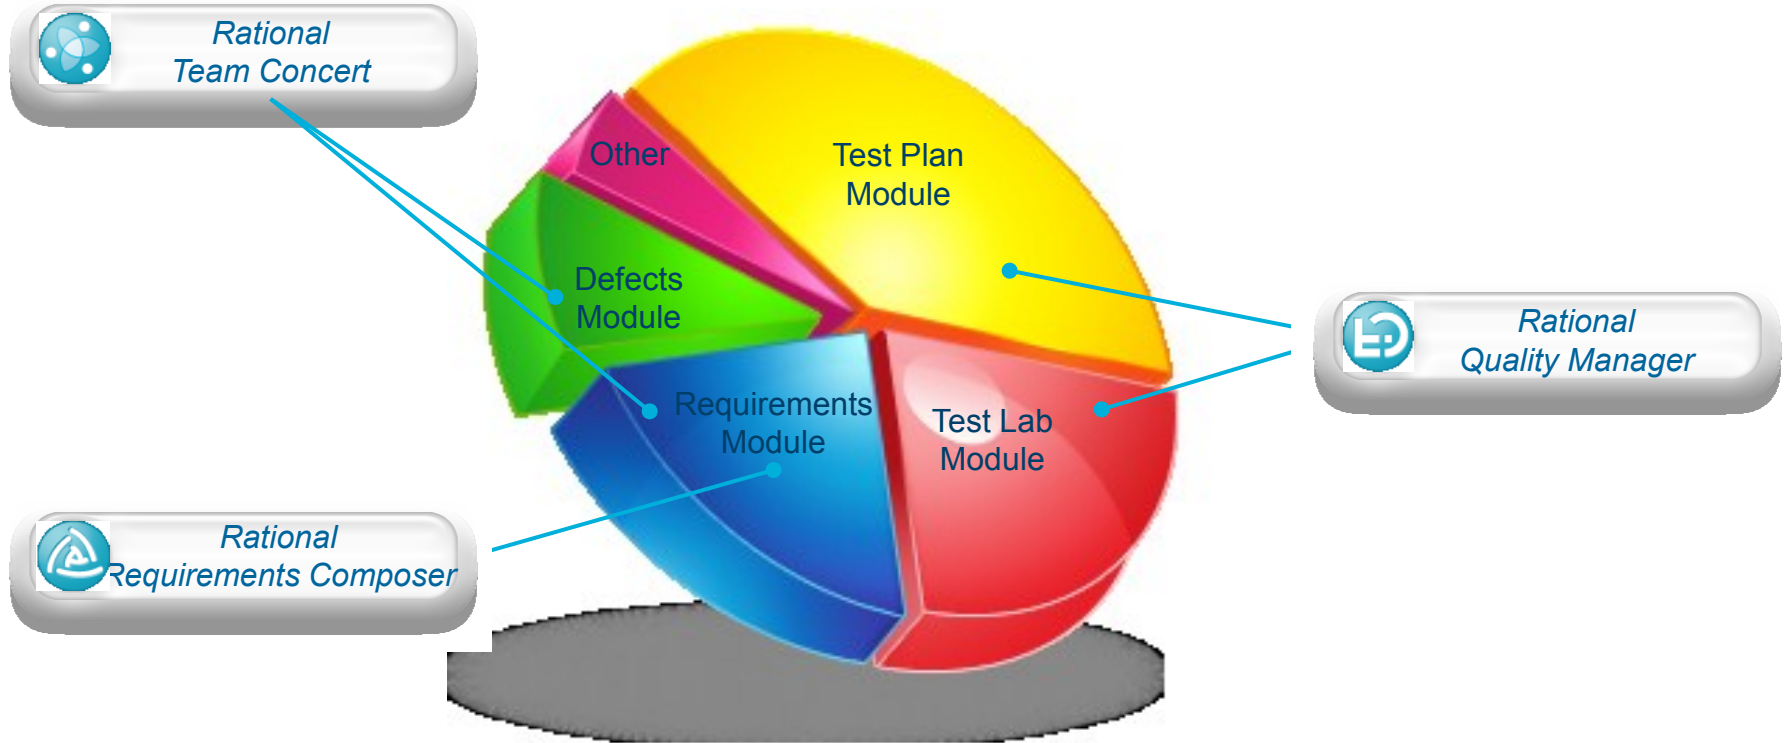 Rational
Team Concert
Other
Test Plan
Module
Defects
Module
Rational
Quality Manager
Requirements
Module
Test Lab
Module
Rational
Requirements Composer